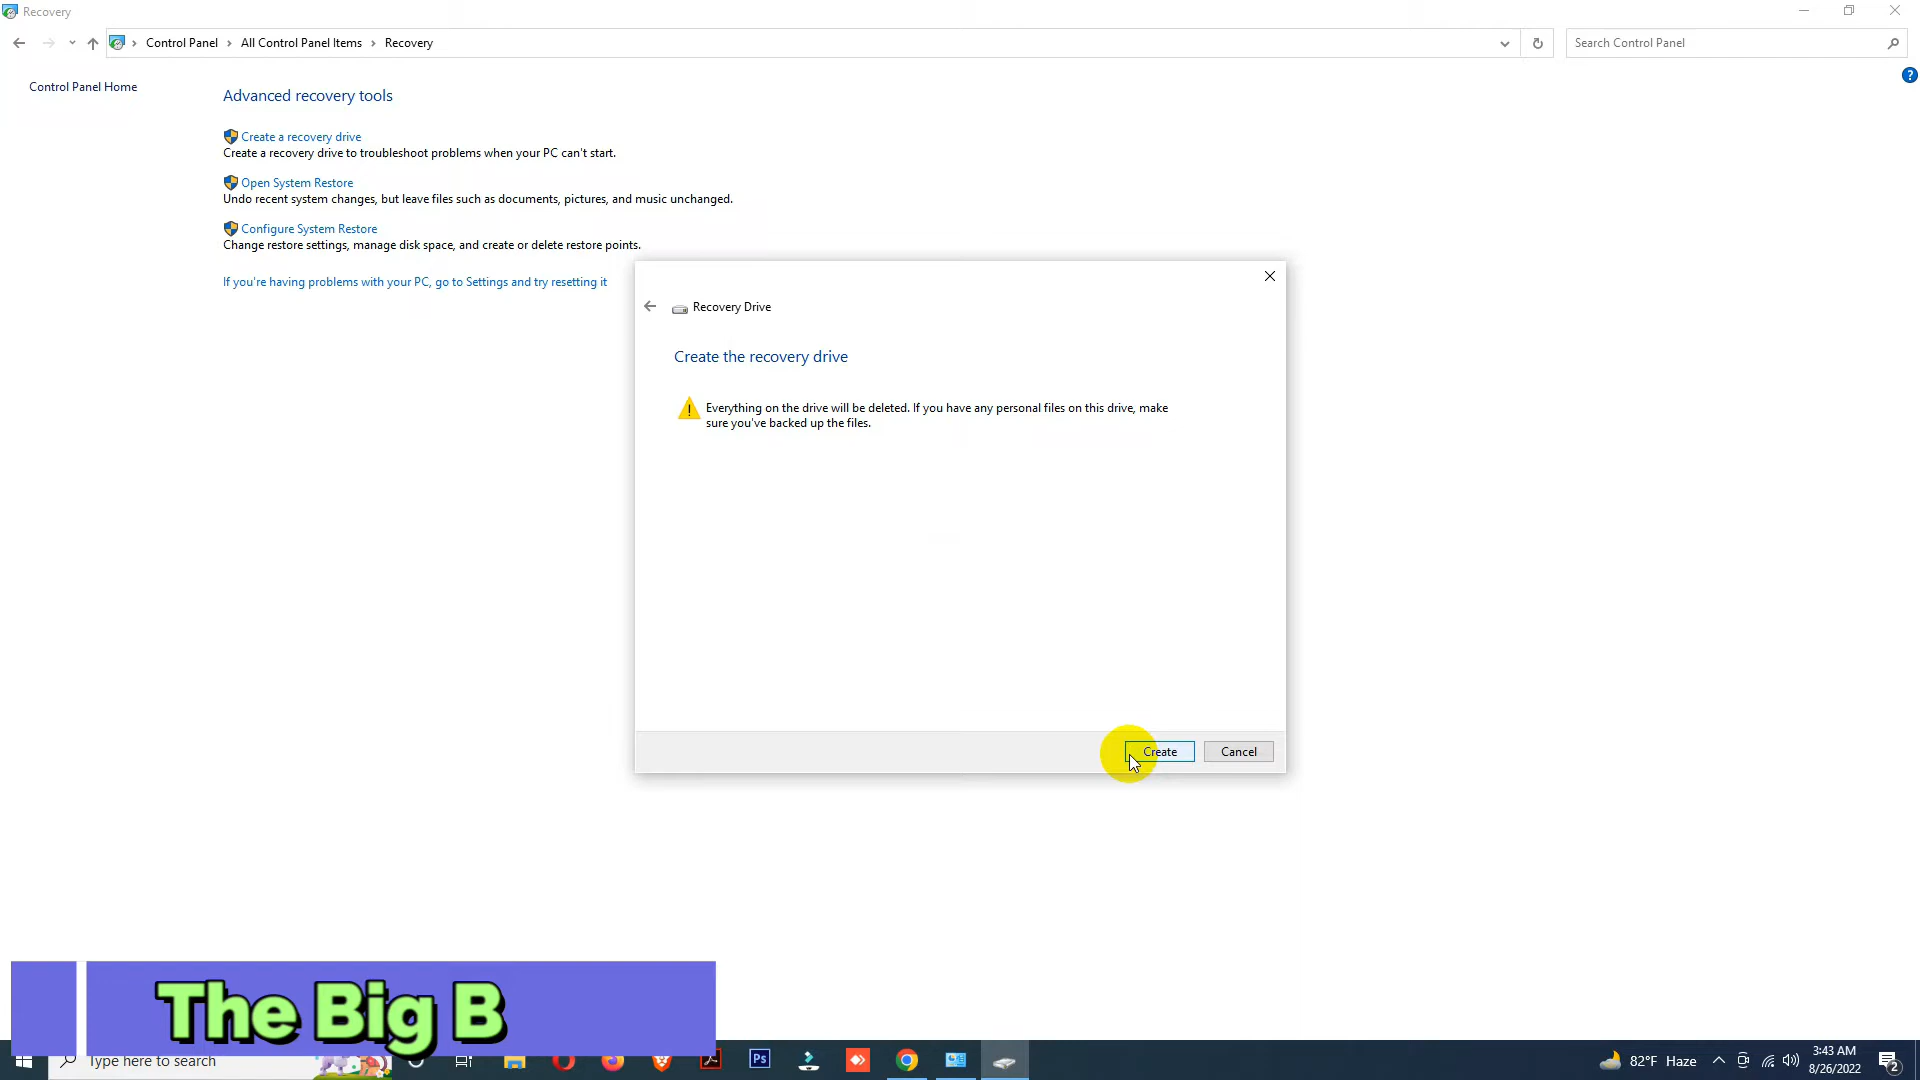 Recovery
Control Panel > All Control Panel Items > Recovery
Search Control Panel
?
Control Panel Home
Advanced recovery tools
Create a recovery drive
Create a recovery drive to troubleshoot problems when your PC can't start.
Open System Restore
Undo recent system changes, but leave files such as documents, pictures, and music unchanged.
Configure System Restore
Change restore settings, manage disk space, and create or delete restore points.
If you're having problems with your PC, go to Settings and try resetting it
Recovery Drive
Create the recovery drive
Everything on the drive will be deleted. If you have any personal files on this drive, make
sure you've backed up the files.
Create
Cancel
The Big B
Type here to search
Ps
82°F Haze
3:43 AM
8/26/2022
2